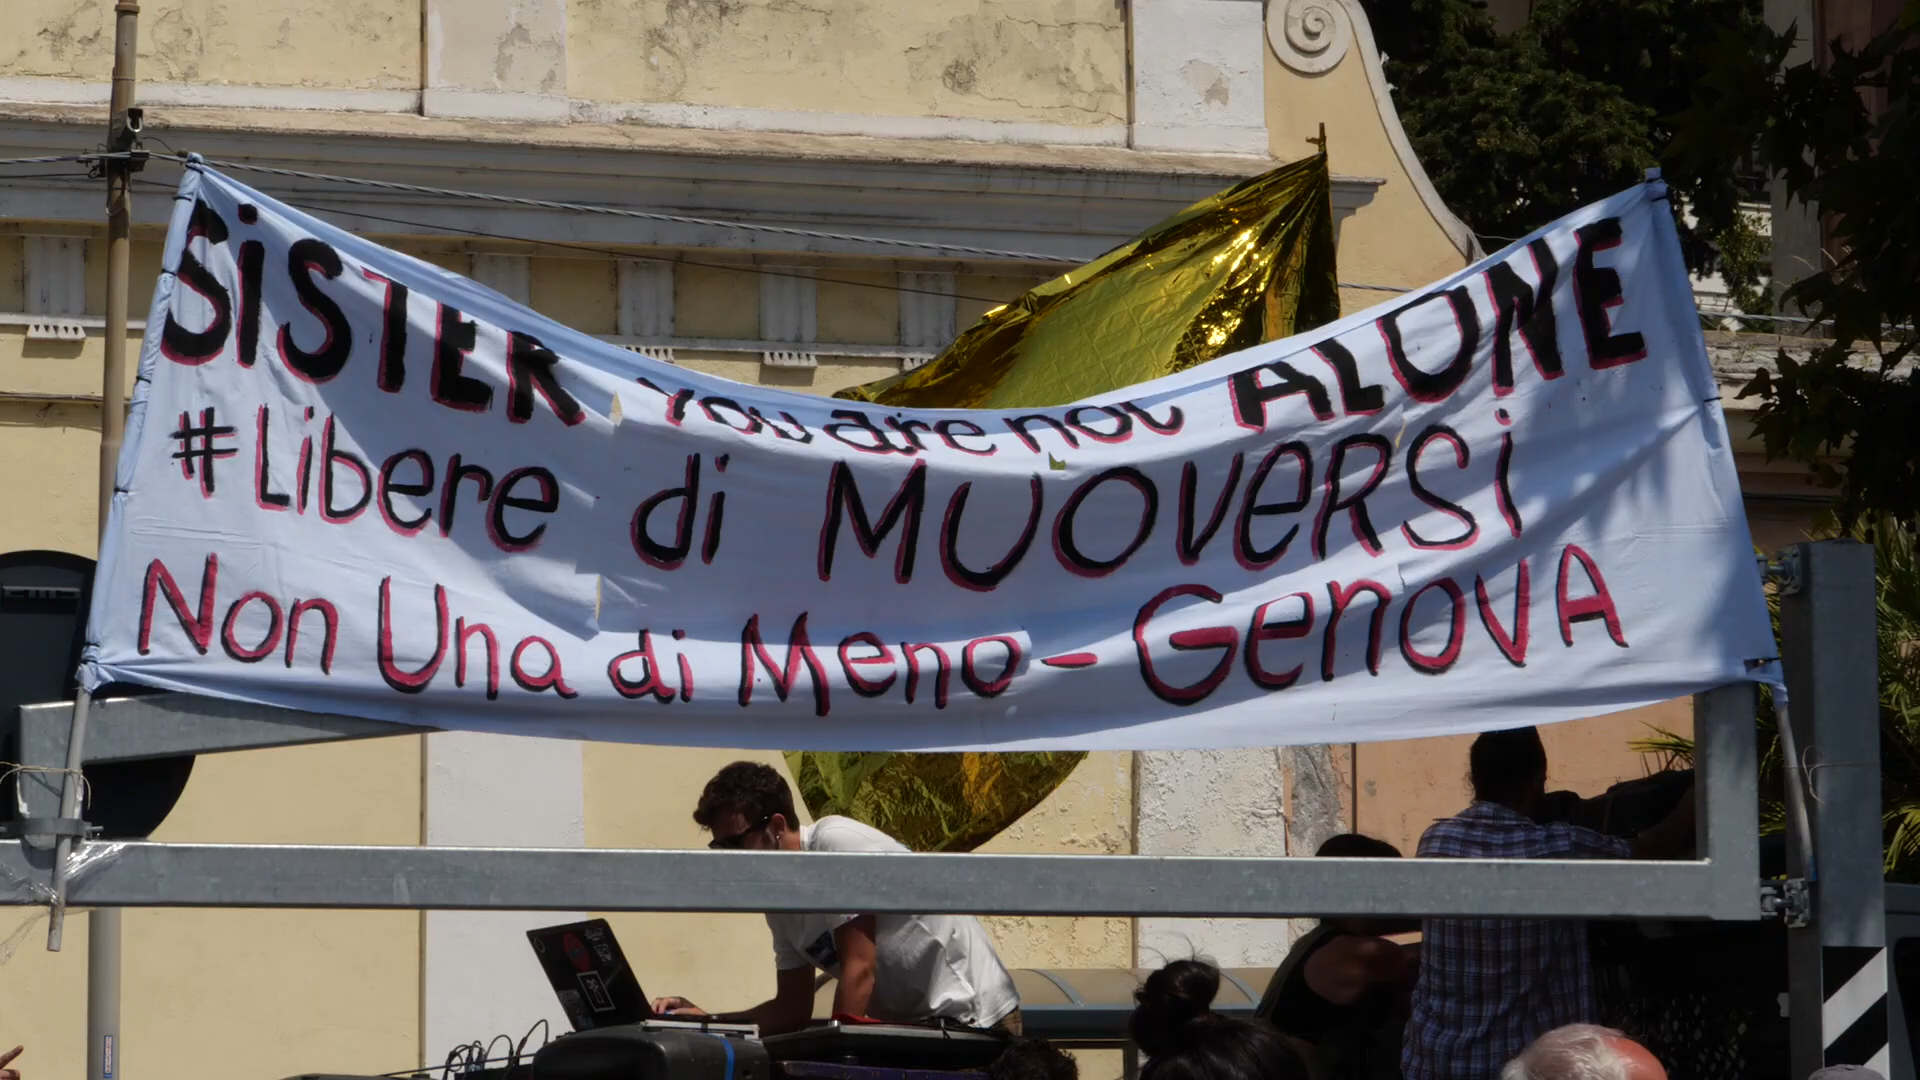 SiSTER You are not ALONE
#Libere di MUOVERSi
Non Una di Meno - Genova